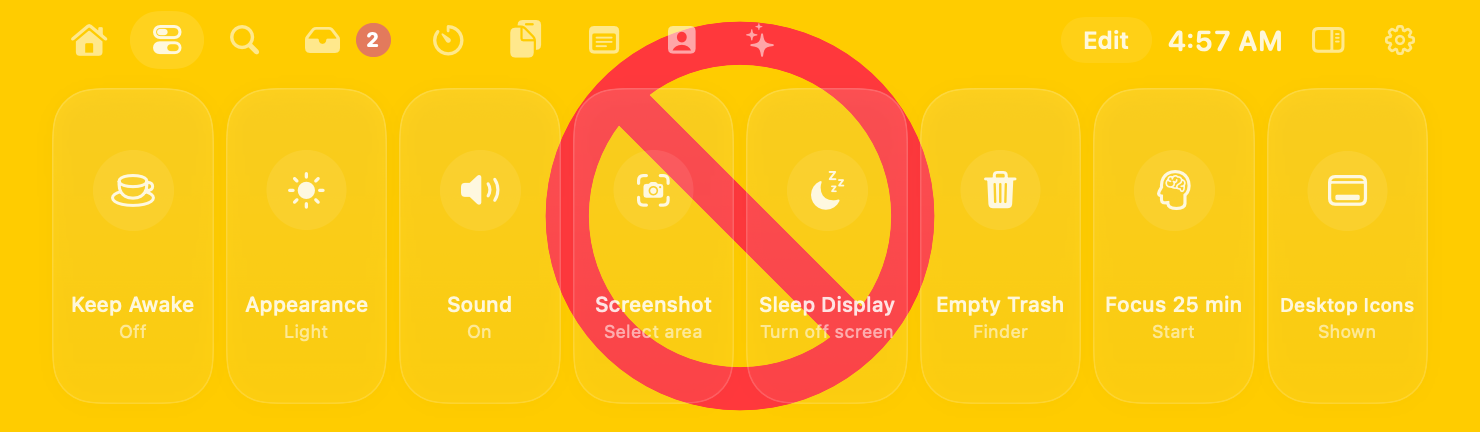 2
Edit
4:57 AM
Keep Awake
Off
Appearance
Light
Sound
On
Screenshot
Select area
Sleep Display
Turn off screen
Empty Trash
Finder
Focus 25 min
Start
Desktop Icons
Shown